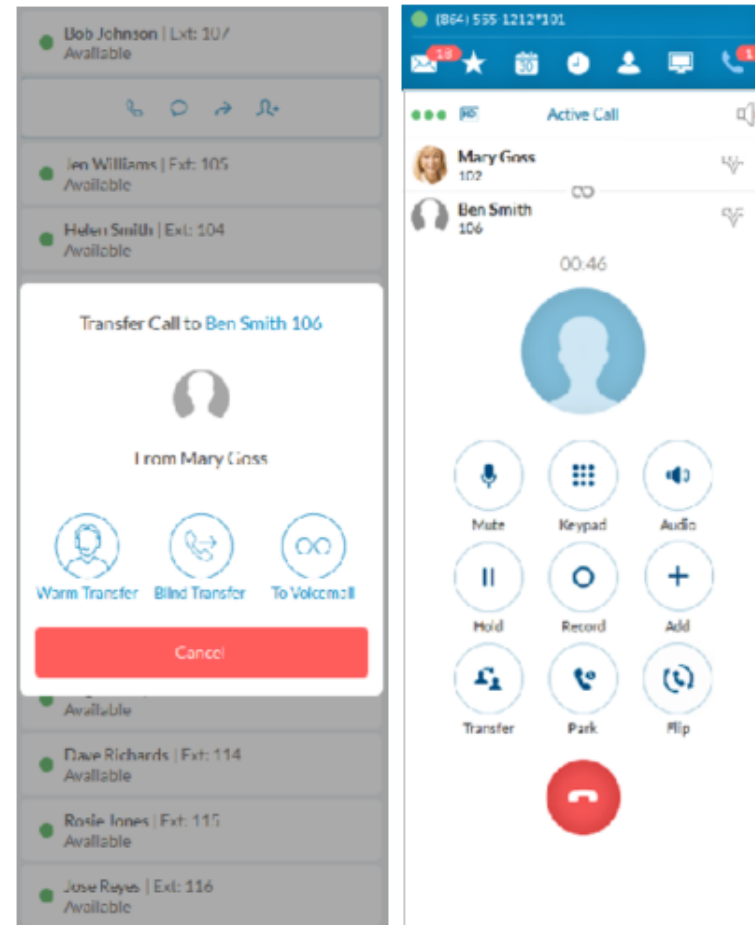 Bob Johnson | Ext: 107
Available
Jen Williams | Ext: 105
Available
Helen Smith | Ext: 104
Available
Transfer Call to Ben Smith 106
From Mary Goss
Warm Transfer
Blind Transfer
To Voicemail
Cancel
Available
Dave Richards | Ext: 114
Available
Rosie Jones | Ext: 115
Available
Jose Reyes | Ext: 116
Available
(864) 555-1212*101
18
30
Active Call
Mary Goss
102
Ben Smith
106
00:46
Mute
Keypad
Audio
Hold
Record
Add
Transfer
Park
Flip